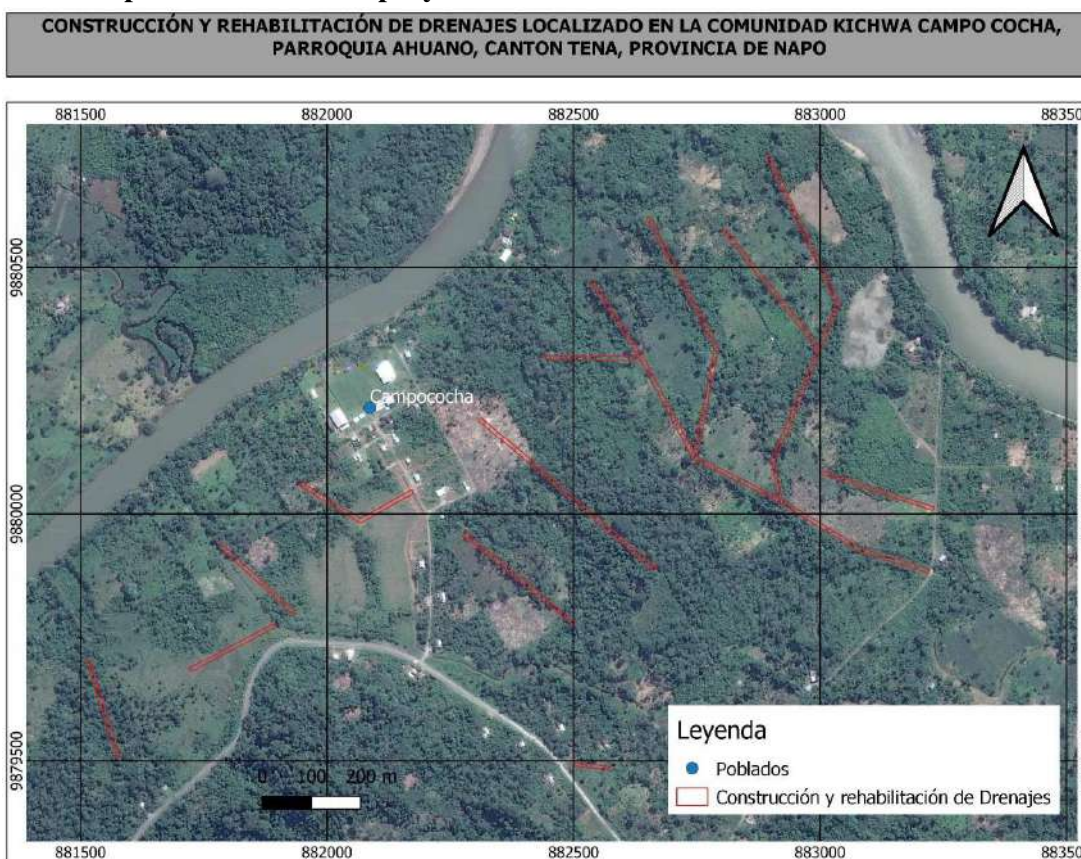 CONSTRUCCIÓN Y REHABILITACIÓN DE DRENAJES LOCALIZADO EN LA COMUNIDAD KICHWA CAMPO COCHA,
PARROQUIA AHUANO, CANTON TENA, PROVINCIA DE NAPO
881500 882000 882500 883000 883500
9880500
Campococha
9880000
9879500
Leyenda
Poblados
Construcción y rehabilitación de Drenajes
0 100 200 m
881500 882000 882500 883000 883500